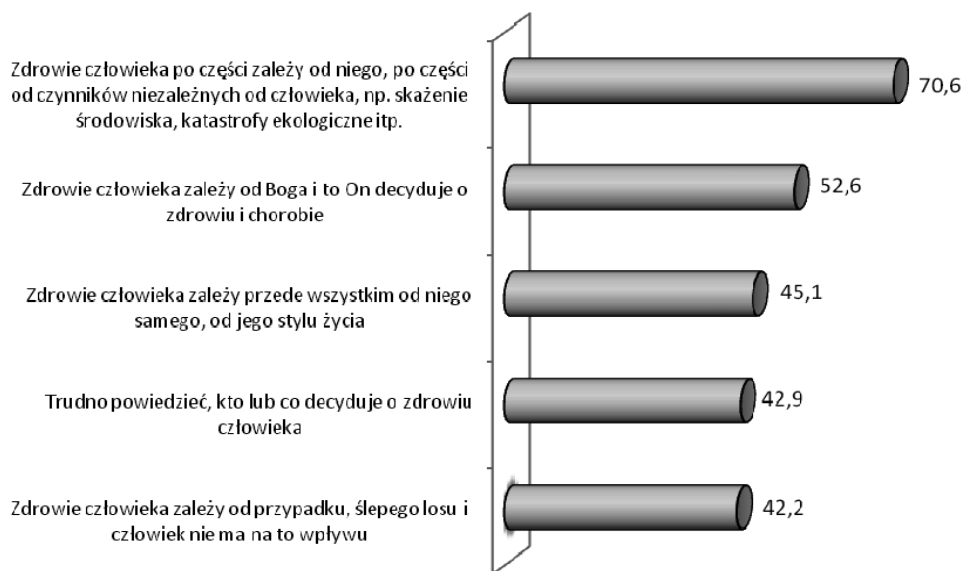 Zdrowie człowieka po części zależy od niego, po części
od czynników niezależnych od człowieka, np. skażenie
środowiska, katastrofy ekologiczne itp.
70,6
Zdrowie człowieka zależy od Boga i to On decyduje o
zdrowiu i chorobie
52,6
Zdrowie człowieka zależy przede wszystkim od niego
samego, od jego stylu życia
45,1
Trudno powiedzieć, kto lub co decyduje o zdrowiu
człowieka
42,9
Zdrowie człowieka zależy od przypadku, ślepego losu i
człowiek nie ma na to wpływu
42,2